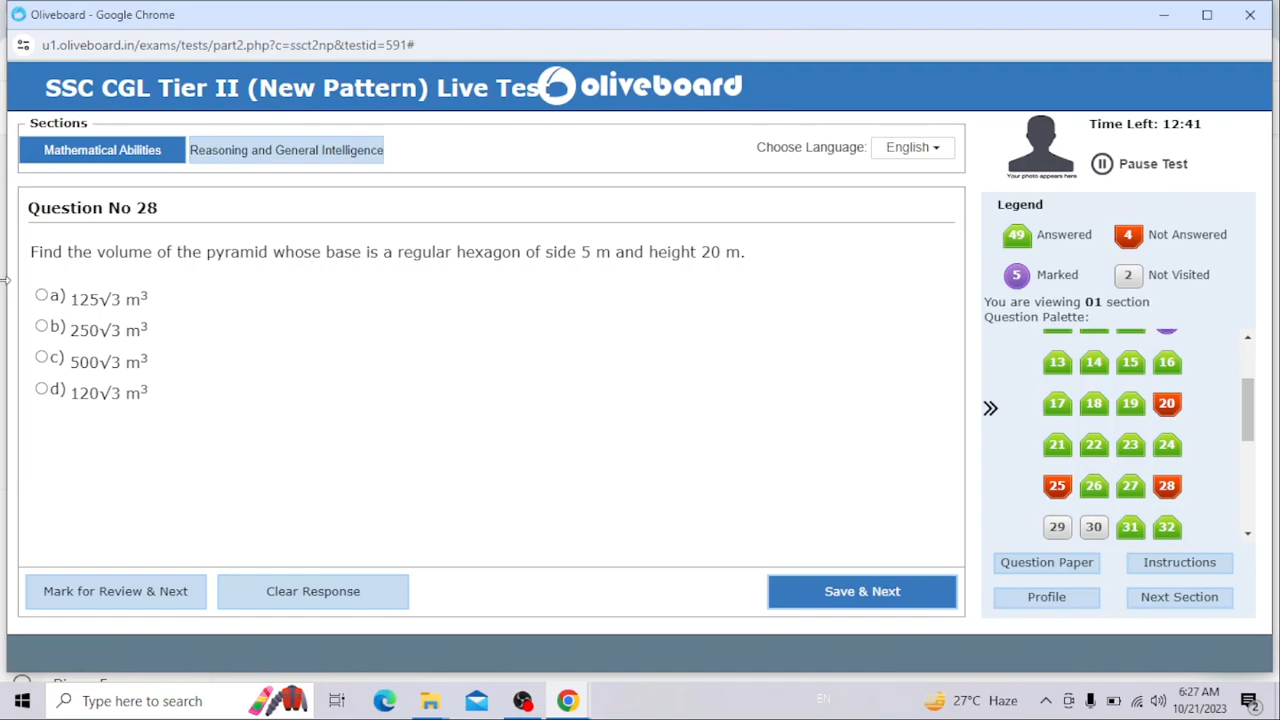 Oliveboard - Google Chrome
u1.oliveboard.in/exams/tests/part2.php?c=ssct2np&testid=591#
SSC CGL Tier II (New Pattern) Live Tes
oliveboard
Sections
Mathematical Abilities
Reasoning and General Intelligence
Choose Language:
English
Your photo appears here
Time Left: 12:41
Pause Test
Question No 28
Find the volume of the pyramid whose base is a regular hexagon of side 5 m and height 20 m.
a) 125√3 m³
b) 250√3 m³
c) 500√3 m³
d) 120√3 m³
Legend
49 Answered
4 Not Answered
5 Marked
2 Not Visited
You are viewing 01 section
Question Palette:
13 14 15 16
17 18 19 20
21 22 23 24
25 26 27 28
29 30 31 32
Question Paper
Instructions
Profile
Next Section
Mark for Review & Next
Clear Response
Save & Next
Type here to search
EN
27°C Haze
6:27 AM
10/21/2023
2